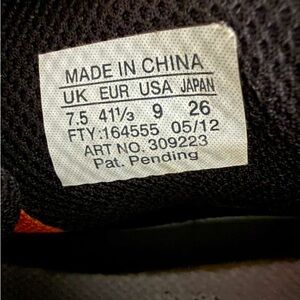 MADE IN CHINA
UK EUR USA JAPAN
7.5 41⅓ 9 26
FTY:164555 05/12
ART NO. 309223
Pat. Pending